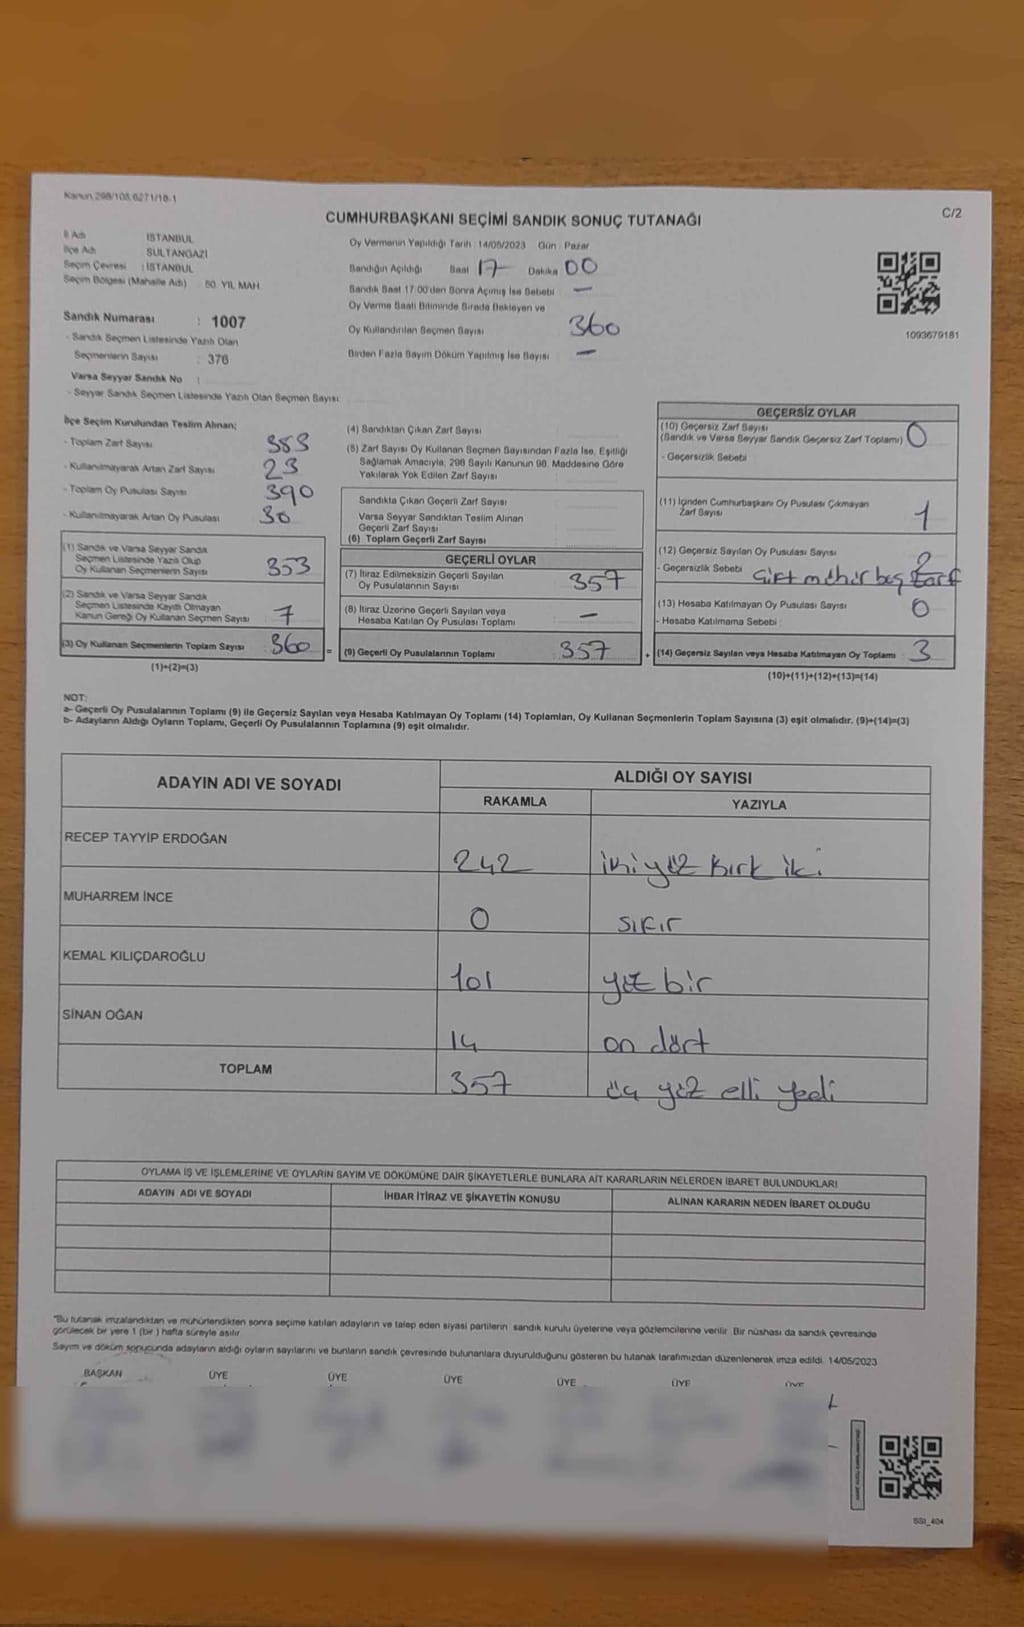 Kanun 298/103,6271/18-1
C/2
CUMHURBAŞKANI SEÇİMİ SANDIK SONUÇ TUTANAĞI
İl Adı İSTANBUL
İlçe Adı SULTANGAZİ
Seçim Çevresi : İSTANBUL
Seçim Bölgesi (Mahalle Adı) 50. YIL MAH.
Sandık Numarası : 1007
- Sandık Seçmen Listesinde Yazılı Olan
Seçmenlerin Sayısı : 376
Varsa Seyyar Sandık No :
- Seyyar Sandık Seçmen Listesinde Yazılı Olan Seçmen Sayısı
Oy Vermenin Yapıldığı Tarih : 14/05/2023 Gün : Pazar
Sandığın Açıldığı Saat 17 Dakika 00
Sandık Saat 17:00'den Sonra Açımış İse Sebebi -
Oy Verme Saati Bitiminde Sırada Bekleyen ve
Oy Kullandırılan Seçmen Sayısı 360
Birden Fazla Sayım Döküm Yapılmış İse Sayısı -
1093679181
İlçe Seçim Kurulundan Teslim Alınan;
- Toplam Zarf Sayısı 383
- Kullanılmayarak Artan Zarf Sayısı 23
- Toplam Oy Pusulası Sayısı 390
- Kullanılmayarak Artan Oy Pusulası 30
(1) Sandık ve Varsa Seyyar Sandık
Seçmen Listesinde Yazılı Olup
Oy Kullanan Seçmenlerin Sayısı 353
(2) Sandık ve Varsa Seyyar Sandık
Seçmen Listesinde Kayıtlı Olmayan
Kanun Gereği Oy Kullanan Seçmen Sayısı 7
(3) Oy Kullanan Seçmenlerin Toplam Sayısı 360 =
(1)+(2)=(3)
(4) Sandıktan Çıkan Zarf Sayısı
(5) Zarf Sayısı Oy Kullanan Seçmen Sayısından Fazla İse, Eşitliği
Sağlamak Amacıyla; 298 Sayılı Kanunun 98. Maddesine Göre
Yakılarak Yok Edilen Zarf Sayısı
Sandıkta Çıkan Geçerli Zarf Sayısı
Varsa Seyyar Sandıktan Teslim Alınan
Geçerli Zarf Sayısı
(6) Toplam Geçerli Zarf Sayısı
GEÇERLİ OYLAR
(7) İtiraz Edilmeksizin Geçerli Sayılan
Oy Pusulalarının Sayısı 357
(8) İtiraz Üzerine Geçerli Sayılan veya
Hesaba Katılan Oy Pusulası Toplamı -
(9) Geçerli Oy Pusulalarının Toplamı 357 +
GEÇERSİZ OYLAR
(10) Geçersiz Zarf Sayısı
(Sandık ve Varsa Seyyar Sandık Geçersiz Zarf Toplamı) 0
- Geçersizlik Sebebi
(11) İçinden Cumhurbaşkanı Oy Pusulası Çıkmayan
Zarf Sayısı 1
(12) Geçersiz Sayılan Oy Pusulası Sayısı 2
- Geçersizlik Sebebi Çift mühür boş zarf
(13) Hesaba Katılmayan Oy Pusulası Sayısı 0
- Hesaba Katılmama Sebebi
(14) Geçersiz Sayılan veya Hesaba Katılmayan Oy Toplamı 3
(10)+(11)+(12)+(13)=(14)
NOT:
a- Geçerli Oy Pusulalarının Toplamı (9) ile Geçersiz Sayılan veya Hesaba Katılmayan Oy Toplamı (14) Toplamları, Oy Kullanan Seçmenlerin Toplam Sayısına (3) eşit olmalıdır. (9)+(14)=(3)
b- Adayların Aldığı Oyların Toplamı, Geçerli Oy Pusulalarının Toplamına (9) eşit olmalıdır.
ADAYIN ADI VE SOYADI ALDIĞI OY SAYISI
RAKAMLA YAZIYLA
RECEP TAYYİP ERDOĞAN 242 iki yüz kırk iki
MUHARREM İNCE 0 sıfır
KEMAL KILIÇDAROĞLU 101 yüz bir
SİNAN OĞAN 14 on dört
TOPLAM 357 üç yüz elli yedi
OYLAMA İŞ VE İŞLEMLERİNE VE OYLARIN SAYIM VE DÖKÜMÜNE DAİR ŞİKAYETLERLE BUNLARA AİT KARARLARIN NELERDEN İBARET BULUNDUKLARI
ADAYIN ADI VE SOYADI İHBAR İTİRAZ VE ŞİKAYETİN KONUSU ALINAN KARARIN NEDEN İBARET OLDUĞU
"Bu tutanak imzalandıktan ve mühürlendikten sonra seçime katılan adayların ve talep eden siyasi partilerin sandık kurulu üyelerine veya gözlemcilerine verilir. Bir nüshası da sandık çevresinde
görülecek bir yere 1 (bir ) hafta süreyle asılır.
Sayım ve döküm sonucunda adayların aldığı oyların sayılarını ve bunların sandık çevresinde bulunanlara duyurulduğunu gösteren bu tutanak tarafımızdan düzenlenerek imza edildi. 14/05/2023
BAŞKAN ÜYE ÜYE ÜYE ÜYE ÜYE ÜYE
SSI_404